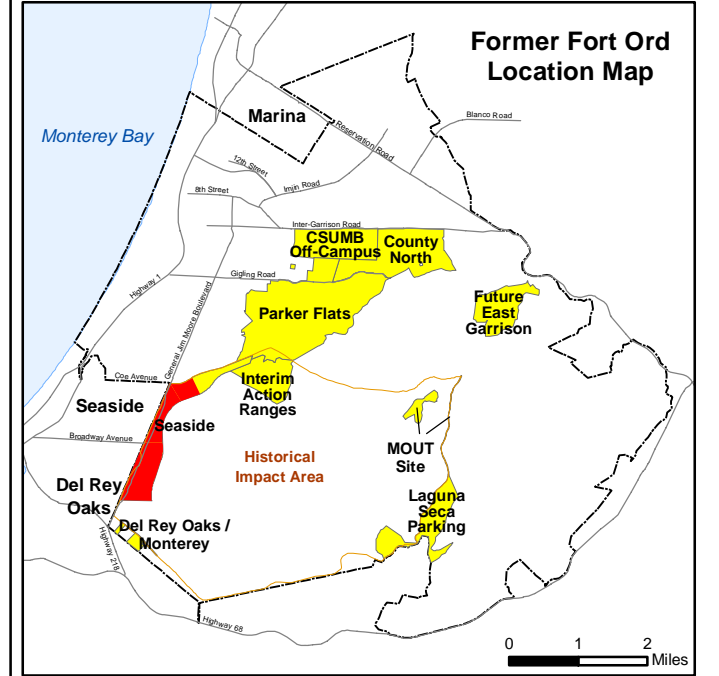 Former Fort Ord
Location Map
Marina
Blanco Road
Monterey Bay
Reservation Road
12th Street
8th Street
Imjin Road
Inter-Garrison Road
CSUMB
Off-Campus
County
North
Highway 1
Gigling Road
General Jim Moore Boulevard
Future
East
Garrison
Parker Flats
Coe Avenue
Interim
Action
Ranges
Seaside
Seaside
Broadway Avenue
MOUT
Site
Historical
Impact Area
Del Rey
Oaks
Laguna
Seca
Parking
Del Rey Oaks /
Monterey
Highway 218
Highway 68
0 1 2
Miles